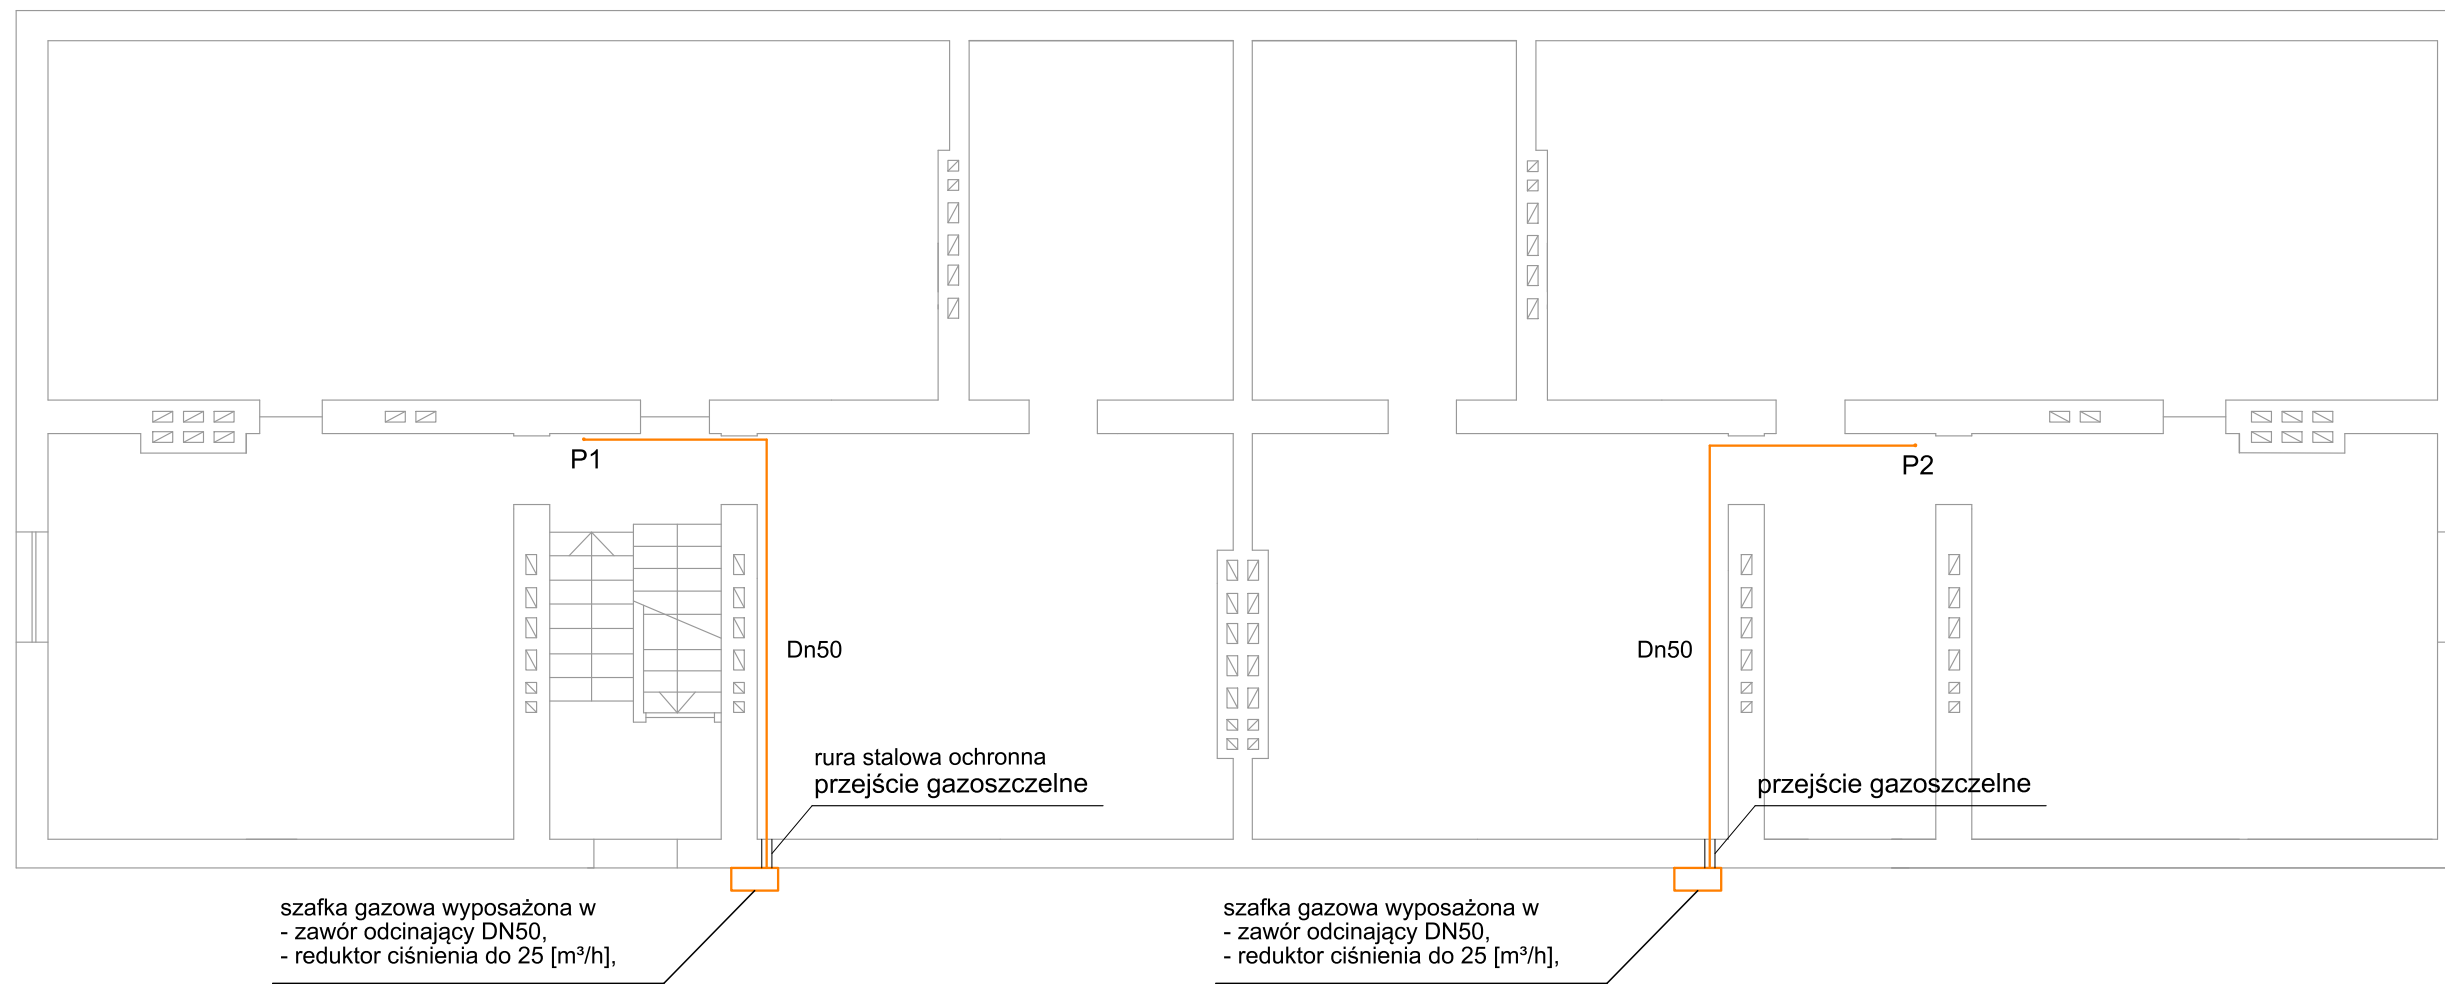 P1
P2
Dn50
Dn50
rura stalowa ochronna
przejście gazoszczelne
przejście gazoszczelne
szafka gazowa wyposażona w
- zawór odcinający DN50,
- reduktor ciśnienia do 25 [m³/h],
szafka gazowa wyposażona w
- zawór odcinający DN50,
- reduktor ciśnienia do 25 [m³/h],